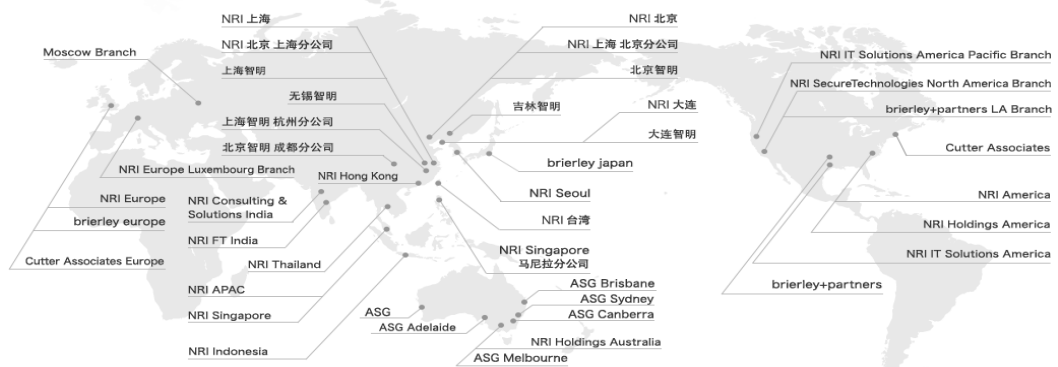 NRI 上海
NRI 北京 上海分公司
上海智明
无锡智明
上海智明 杭州分公司
北京智明 成都分公司
NRI 北京
NRI 上海 北京分公司
北京智明
吉林智明
NRI 大连
大连智明
Moscow Branch
NRI Europe Luxembourg Branch
NRI Europe
brierley europe
Cutter Associates Europe
NRI Hong Kong
NRI Consulting &
Solutions India
NRI FT India
NRI Thailand
NRI APAC
NRI Singapore
NRI Indonesia
brierley japan
NRI Seoul
NRI 台湾
NRI Singapore
马尼拉分公司
ASG
ASG Adelaide
ASG Brisbane
ASG Sydney
ASG Canberra
NRI Holdings Australia
ASG Melbourne
NRI IT Solutions America Pacific Branch
NRI SecureTechnologies North America Branch
brierley+partners LA Branch
Cutter Associates
NRI America
NRI Holdings America
NRI IT Solutions America
brierley+partners